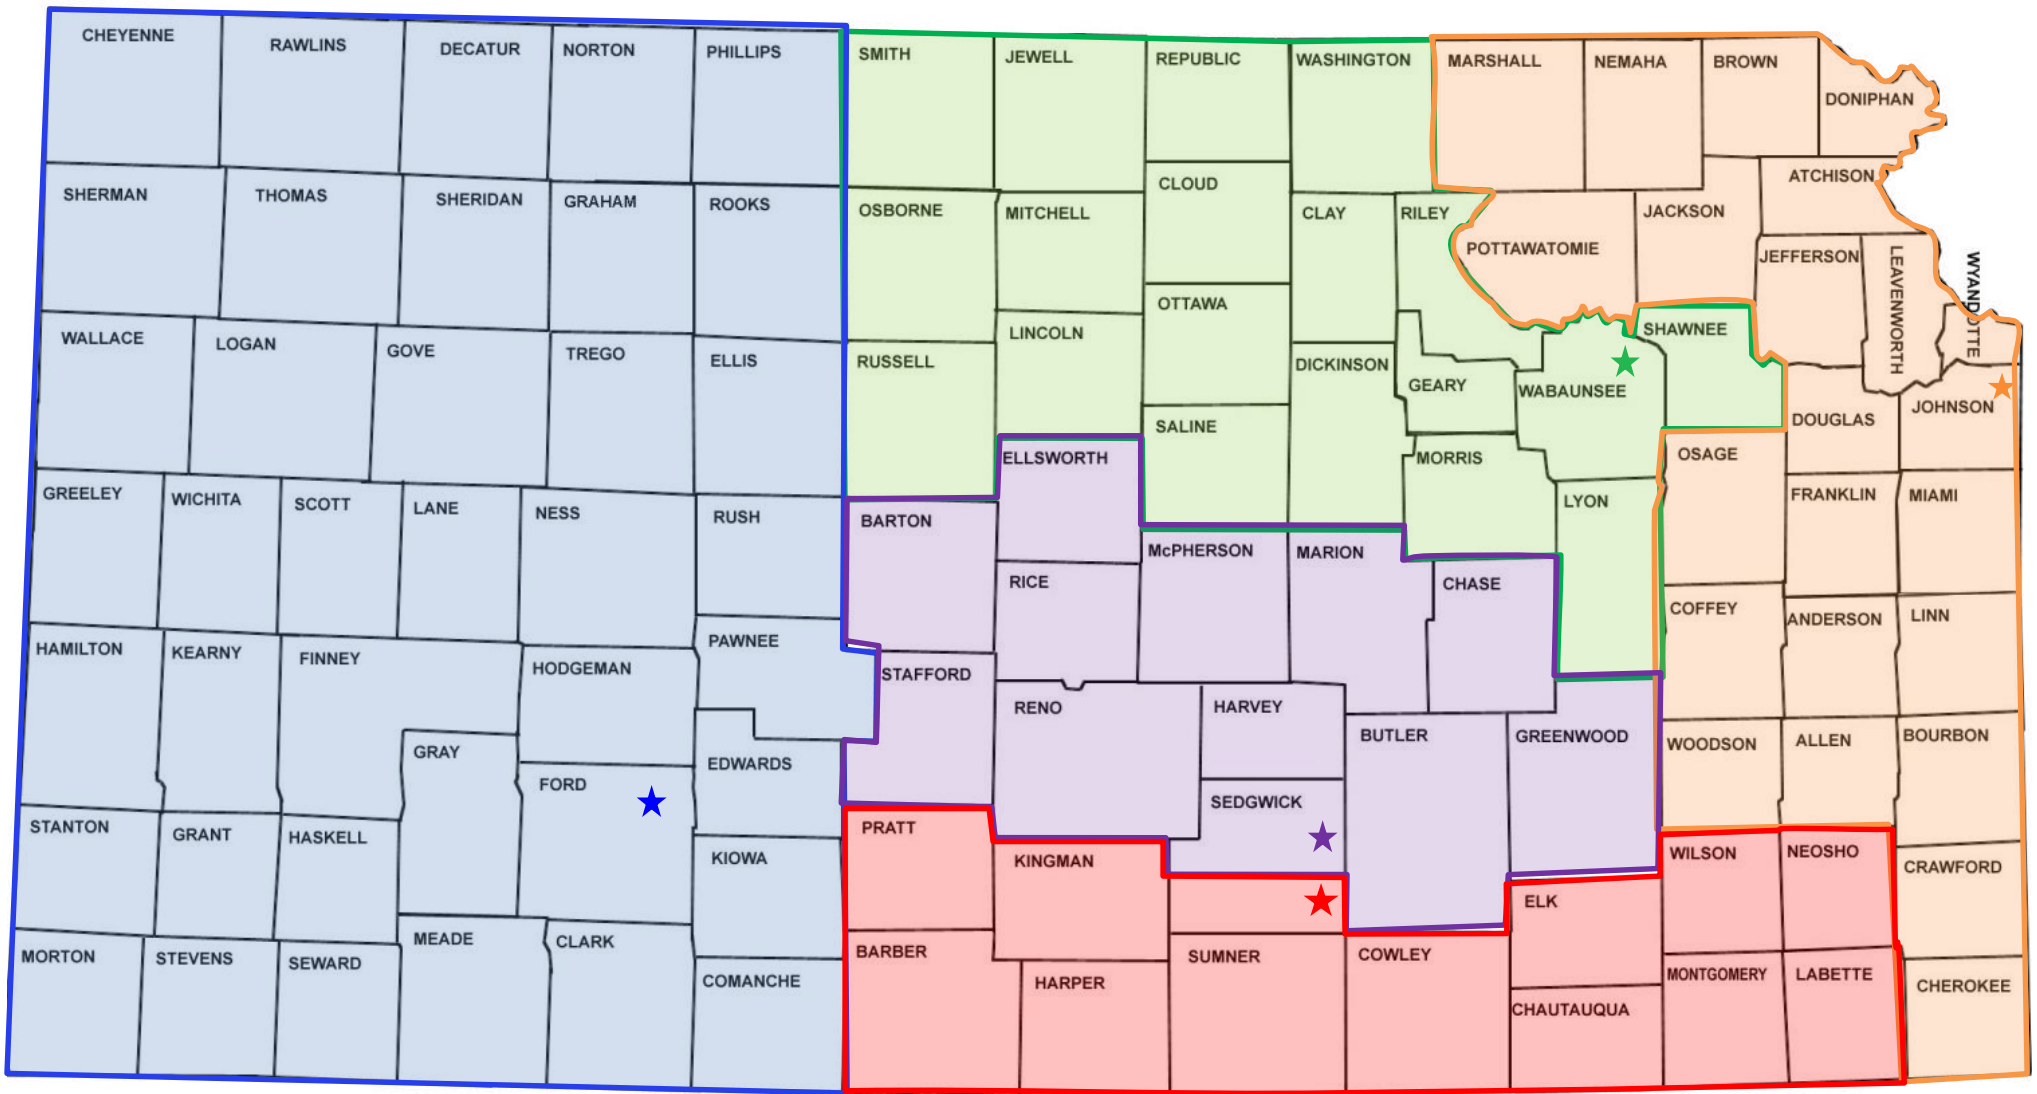 CHEYENNE
RAWLINS
DECATUR
NORTON
PHILLIPS
SMITH
JEWELL
REPUBLIC
WASHINGTON
MARSHALL
NEMAHA
BROWN
DONIPHAN
SHERMAN
THOMAS
SHERIDAN
GRAHAM
ROOKS
OSBORNE
MITCHELL
CLOUD
CLAY
RILEY
POTTAWATOMIE
JACKSON
ATCHISON
JEFFERSON
LEAVENWORTH
WYANDOTTE
WALLACE
LOGAN
GOVE
TREGO
ELLIS
RUSSELL
LINCOLN
OTTAWA
DICKINSON
GEARY
WABAUNSEE
SHAWNEE
DOUGLAS
JOHNSON
GREELEY
WICHITA
SCOTT
LANE
NESS
RUSH
BARTON
ELLSWORTH
SALINE
MORRIS
LYON
OSAGE
FRANKLIN
MIAMI
RICE
McPHERSON
MARION
CHASE
COFFEY
ANDERSON
LINN
HAMILTON
KEARNY
FINNEY
HODGEMAN
PAWNEE
STAFFORD
RENO
HARVEY
BUTLER
GREENWOOD
WOODSON
ALLEN
BOURBON
GRAY
FORD
EDWARDS
SEDGWICK
STANTON
GRANT
HASKELL
KIOWA
PRATT
KINGMAN
ELK
WILSON
NEOSHO
CRAWFORD
MORTON
STEVENS
SEWARD
MEADE
CLARK
COMANCHE
BARBER
HARPER
SUMNER
COWLEY
CHAUTAUQUA
MONTGOMERY
LABETTE
CHEROKEE